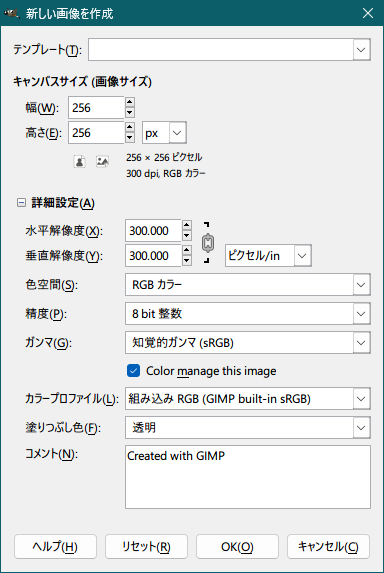 新しい画像を作成
テンプレート(T):
キャンバスサイズ (画像サイズ)
幅(W): 256
高さ(E): 256 px
256 × 256 ピクセル
300 dpi, RGB カラー
詳細設定(A)
水平解像度(X): 300.000
垂直解像度(Y): 300.000 ピクセル/in
色空間(S): RGB カラー
精度(P): 8 bit 整数
ガンマ(G): 知覚的ガンマ (sRGB)
Color manage this image
カラープロファイル(L): 組み込み RGB (GIMP built-in sRGB)
塗りつぶし色(F): 透明
コメント(N): Created with GIMP
ヘルプ(H) リセット(R) OK(O) キャンセル(C)